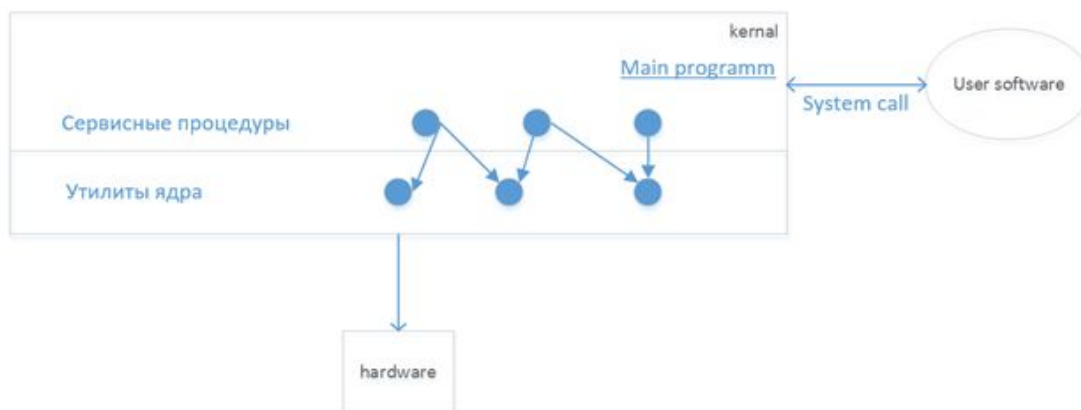 kernal
Main programm
User software
System call
Сервисные процедуры
Утилиты ядра
hardware